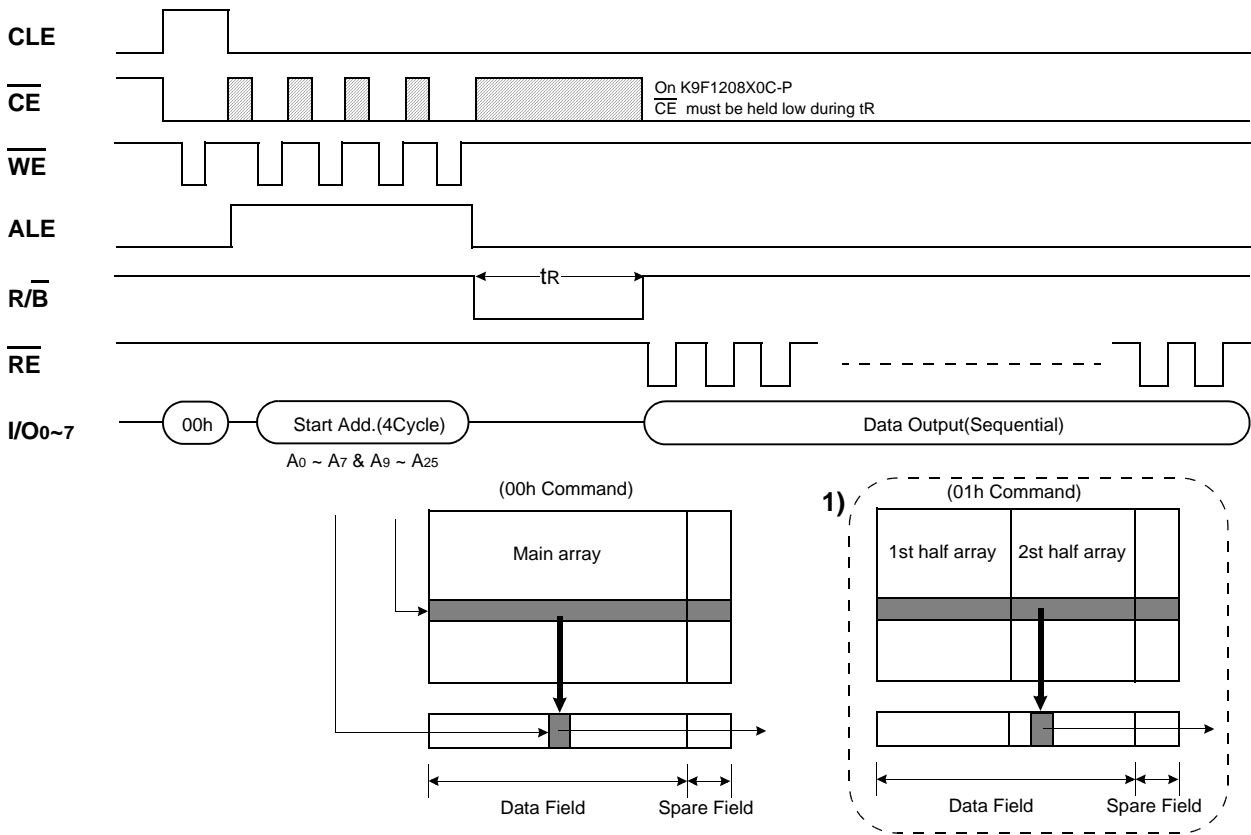 CLE
CE
On K9F1208X0C-P
CE must be held low during tR
WE
ALE
tR
R/B
RE
I/O0~7
00h
Start Add.(4Cycle)
Data Output(Sequential)
A0 ~ A7 & A9 ~ A25
(00h Command)
Main array
Data Field
Spare Field
1)
(01h Command)
1st half array
2st half array
Data Field
Spare Field